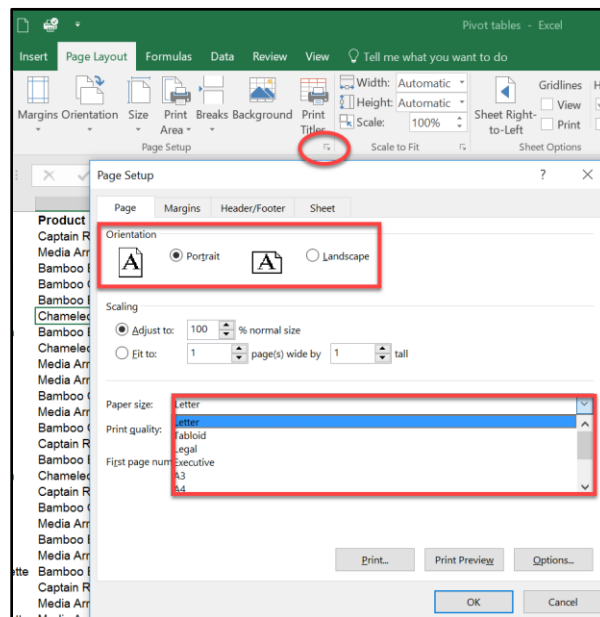 Pivot tables - Excel
Insert Page Layout Formulas Data Review View Tell me what you want to do
Margins Orientation Size Print Area Breaks Background Print Titles
Width: Automatic
Height: Automatic
Scale: 100%
Sheet Right-to-Left
Gridlines
View
Print
Page Setup Scale to Fit Sheet Options
Page Setup ?
Page Margins Header/Footer Sheet
Orientation
A Portrait A Landscape
Scaling
Adjust to: 100 % normal size
Fit to: 1 page(s) wide by 1 tall
Paper size: Letter
Letter
Print quality: Tabloid
Legal
First page num Executive
A3
A4
Print... Print Preview Options...
OK Cancel
Product
Captain R
Media Arr
Bamboo E
Bamboo C
Bamboo E
Chameleo
Bamboo E
Chameleo
Media Arr
Media Arr
Bamboo C
Media Arr
Bamboo C
Captain R
Bamboo E
Chameleo
Captain R
Bamboo C
Media Arr
Bamboo E
Media Arr
ette Bamboo E
Captain R
Media Arr